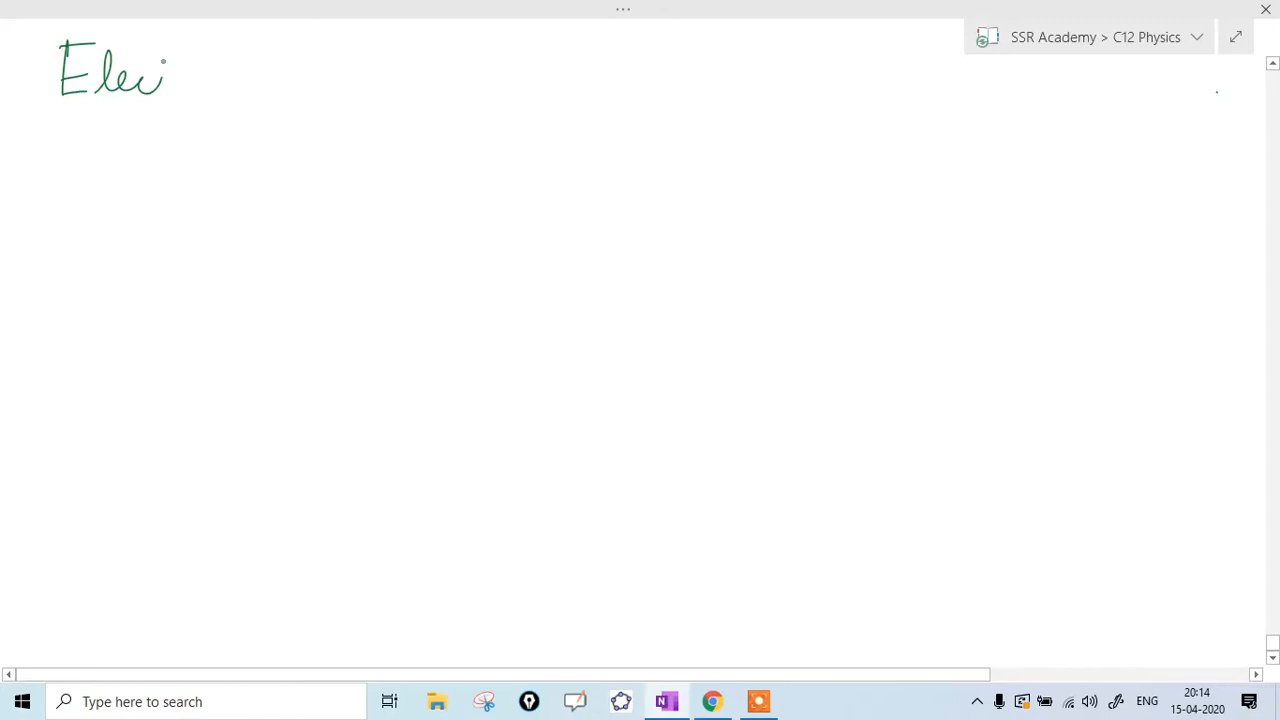 SSR Academy > C12 Physics
Elec
Type here to search
ENG
20:14
15-04-2020